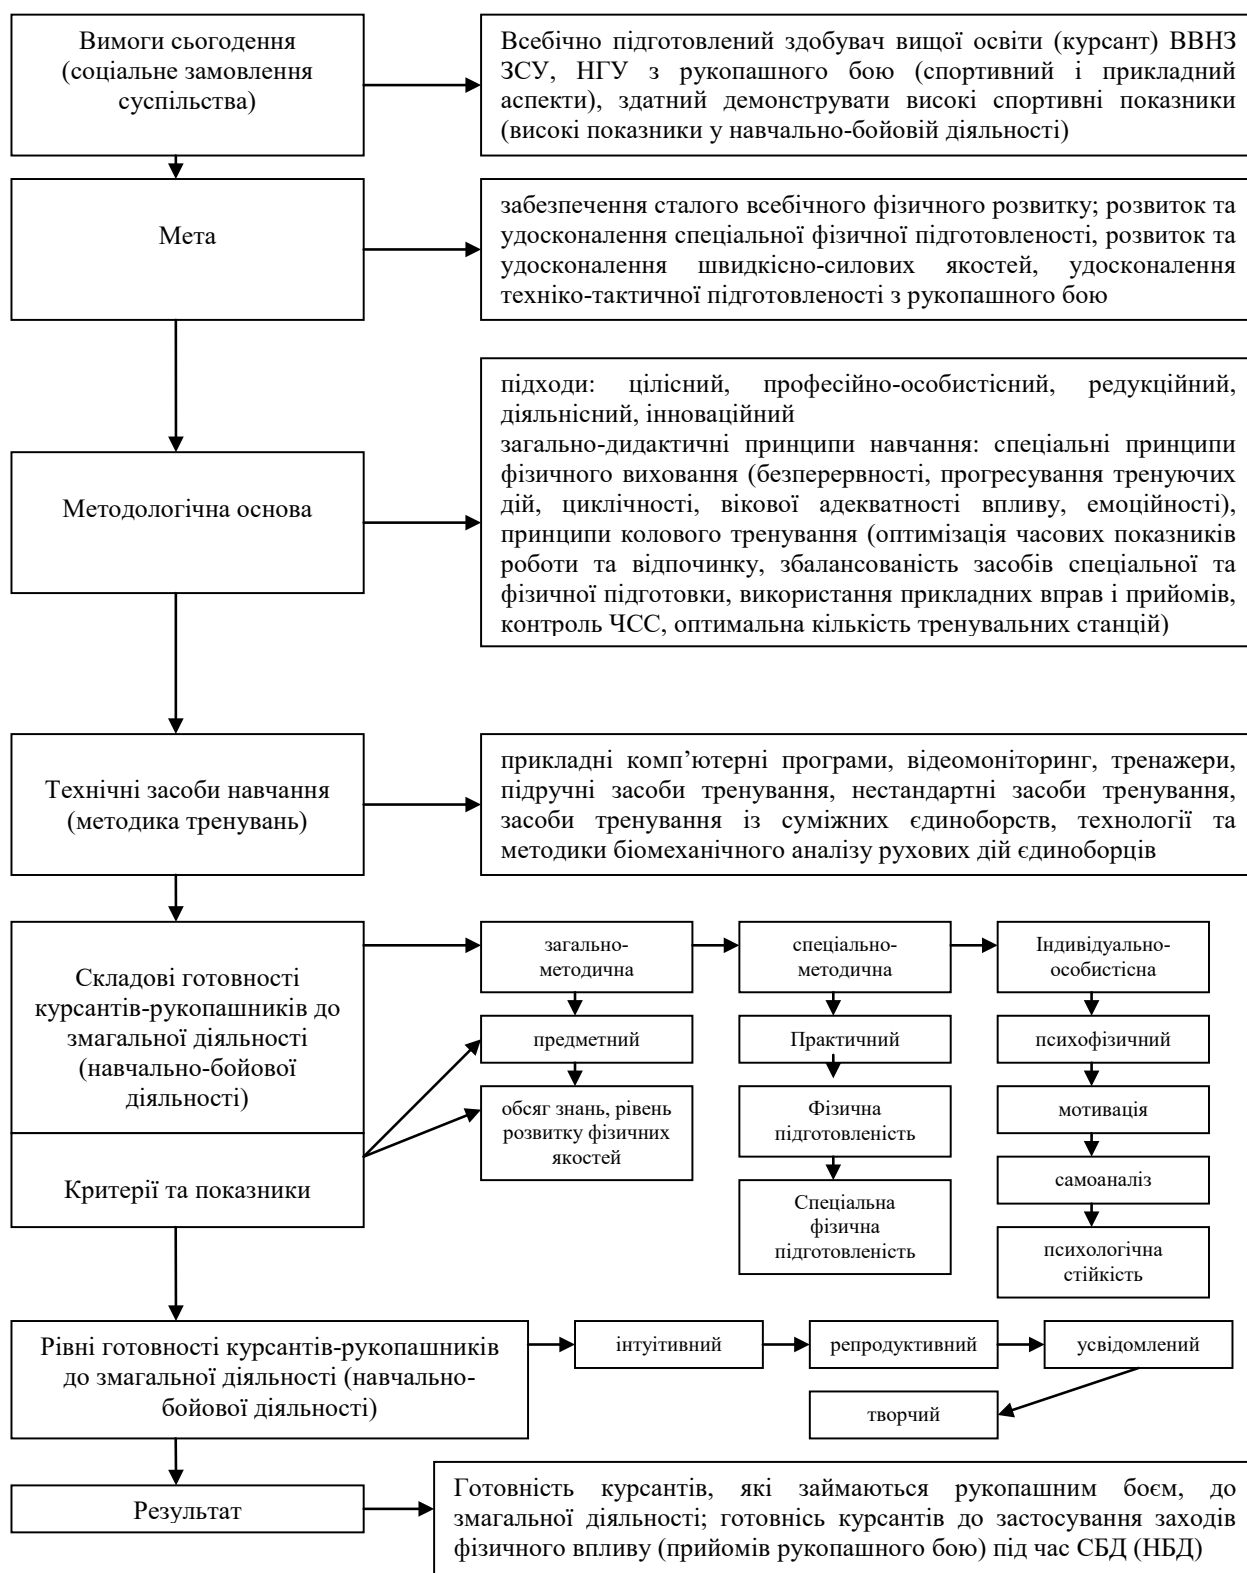 Вимоги сьогодення
(соціальне замовлення
суспільства)
Всебічно підготовлений здобувач вищої освіти (курсант) ВВНЗ
ЗСУ, НГУ з рукопашного бою (спортивний і прикладний
аспекти), здатний демонструвати високі спортивні показники
(високі показники у навчально-бойовій діяльності)
Мета
забезпечення сталого всебічного фізичного розвитку; розвиток та
удосконалення спеціальної фізичної підготовленості, розвиток та
удосконалення швидкісно-силових якостей, удосконалення
техніко-тактичної підготовленості з рукопашного бою
Методологічна основа
підходи: цілісний, професійно-особистісний, редукційний,
діяльнісний, інноваційний
загально-дидактичні принципи навчання: спеціальні принципи
фізичного виховання (безперервності, прогресування тренуючих
дій, циклічності, вікової адекватності впливу, емоційності),
принципи колового тренування (оптимізація часових показників
роботи та відпочинку, збалансованість засобів спеціальної та
фізичної підготовки, використання прикладних вправ і прийомів,
контроль ЧСС, оптимальна кількість тренувальних станцій)
Технічні засоби навчання
(методика тренувань)
прикладні комп’ютерні програми, відеомоніторинг, тренажери,
підручні засоби тренування, нестандартні засоби тренування,
засоби тренування із суміжних єдиноборств, технології та
методики біомеханічного аналізу рухових дій єдиноборців
Складові готовності
курсантів-рукопашників до
змагальної діяльності
(навчально-бойової
діяльності)
Критерії та показники
загально-
методична
предметний
обсяг знань, рівень
розвитку фізичних
якостей
спеціально-
методична
Практичний
Фізична
підготовленість
Спеціальна
фізична
підготовленість
Індивідуально-
особистісна
психофізичний
мотивація
самоаналіз
психологічна
стійкість
Рівні готовності курсантів-рукопашників
до змагальної діяльності (навчально-
бойової діяльності)
інтуітивний
репродуктивний
усвідомлений
творчий
Результат
Готовність курсантів, які займаються рукопашним боєм, до
змагальної діяльності; готовнісь курсантів до застосування заходів
фізичного впливу (прийомів рукопашного бою) під час СБД (НБД)